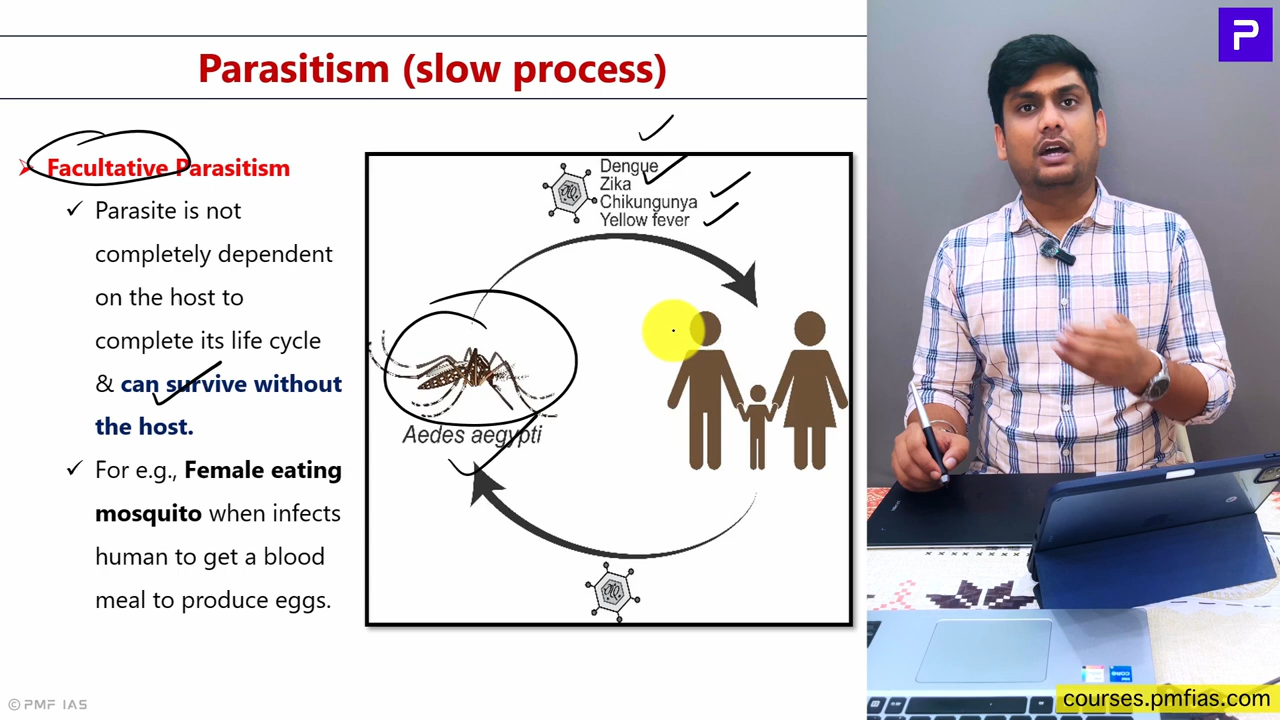 Parasitism (slow process)
Facultative Parasitism
Parasite is not
completely dependent
on the host to
complete its life cycle
& can survive without
the host.
For e.g., Female eating
mosquito when infects
human to get a blood
meal to produce eggs.
Dengue
Zika
Chikungunya
Yellow fever
Aedes aegypti
© PMF IAS
P
courses.pmfias.com